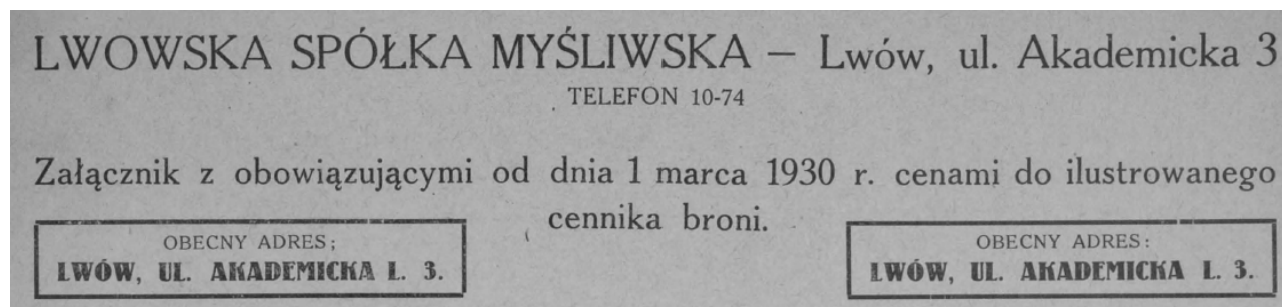 LWOWSKA SPÓŁKA MYŚLIWSKA – Lwów, ul. Akademicka 3
TELEFON 10-74
Załącznik z obowiązującymi od dnia 1 marca 1930 r. cenami do ilustrowanego
cennika broni.
OBECNY ADRES;
LWÓW, UL. AKADEMICKA L. 3.
OBECNY ADRES:
LWÓW, UL. AKADEMICKA L. 3.